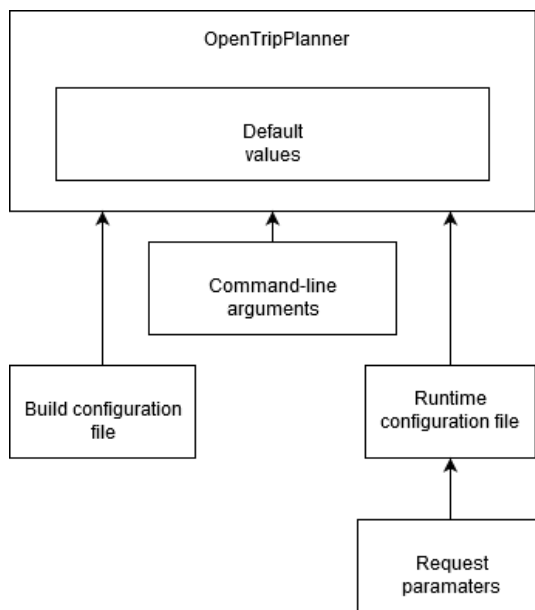 OpenTripPlanner
Default
values
Command-line
arguments
Build configuration
file
Runtime
configuration file
Request
paramaters